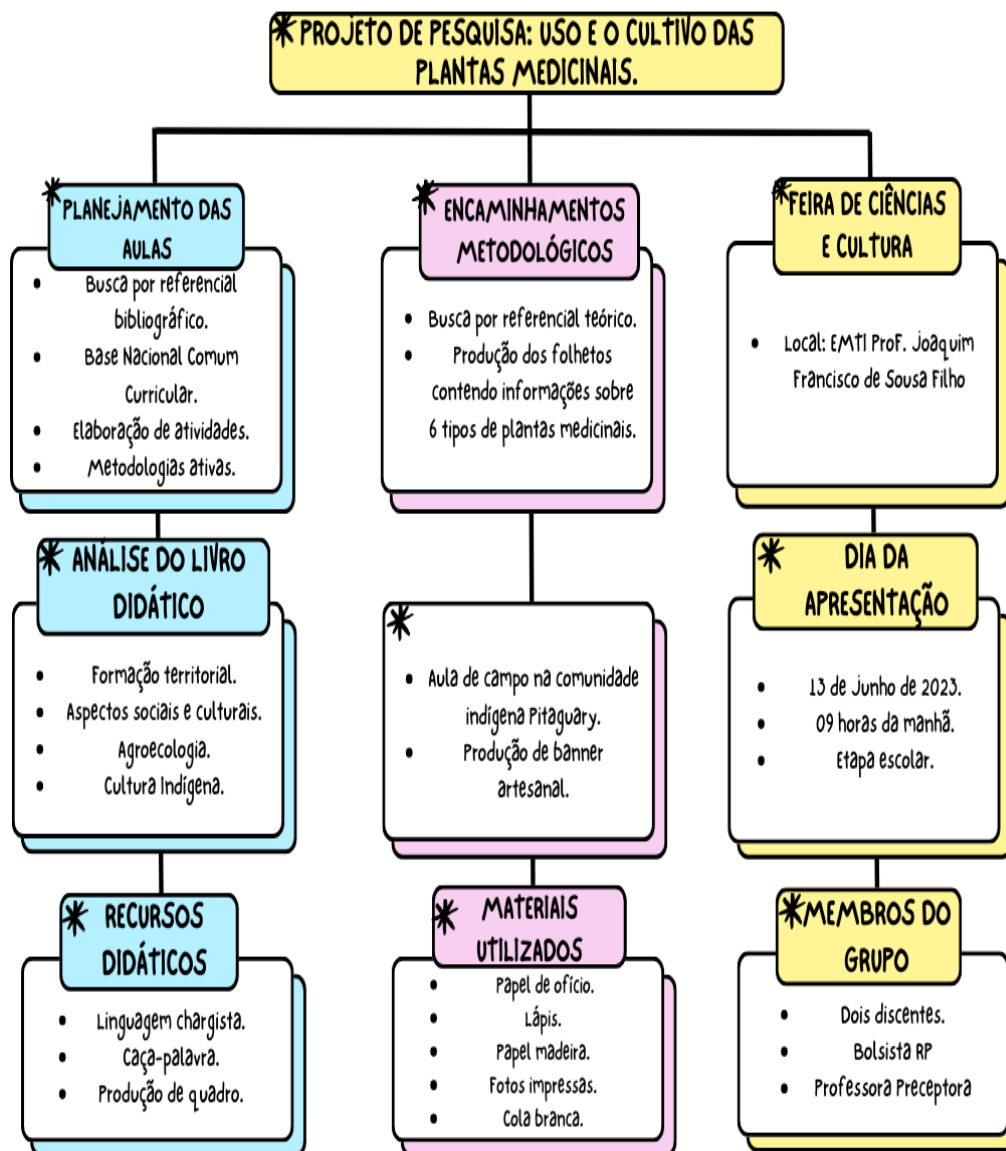 PROJETO DE PESQUISA: USO E O CULTIVO DAS
PLANTAS MEDICINAIS.
PLANEJAMENTO DAS
AULAS
• Busca por referencial
bibliográfico.
• Base Nacional Comum
Curricular.
• Elaboração de atividades.
• Metodologias ativas.
ANÁLISE DO LIVRO
DIDÁTICO
• Formação territorial.
• Aspectos sociais e culturais.
• Agroecologia.
• Cultura Indígena.
RECURSOS
DIDÁTICOS
• Linguagem chargista.
• Caça-palavra.
• Produção de quadro.
ENCAMINHAMENTOS
METODOLÓGICOS
• Busca por referencial teórico.
• Produção dos folhetos
contendo informações sobre
6 tipos de plantas medicinais.
• Aula de campo na comunidade
indígena Pitaguary.
• Produção de banner
artesanal.
MATERIAIS
UTILIZADOS
• Papel de ofício.
• Lápis.
• Papel madeira.
• Fotos impressas.
• Cola branca.
FEIRA DE CIÊNCIAS
E CULTURA
• Local: EMTI Prof. Joaquim
Francisco de Sousa Filho
DIA DA
APRESENTAÇÃO
• 13 de Junho de 2023.
• 09 horas da manhã.
• Etapa escolar.
MEMBROS DO
GRUPO
• Dois discentes.
• Bolsista RP
• Professora Preceptora